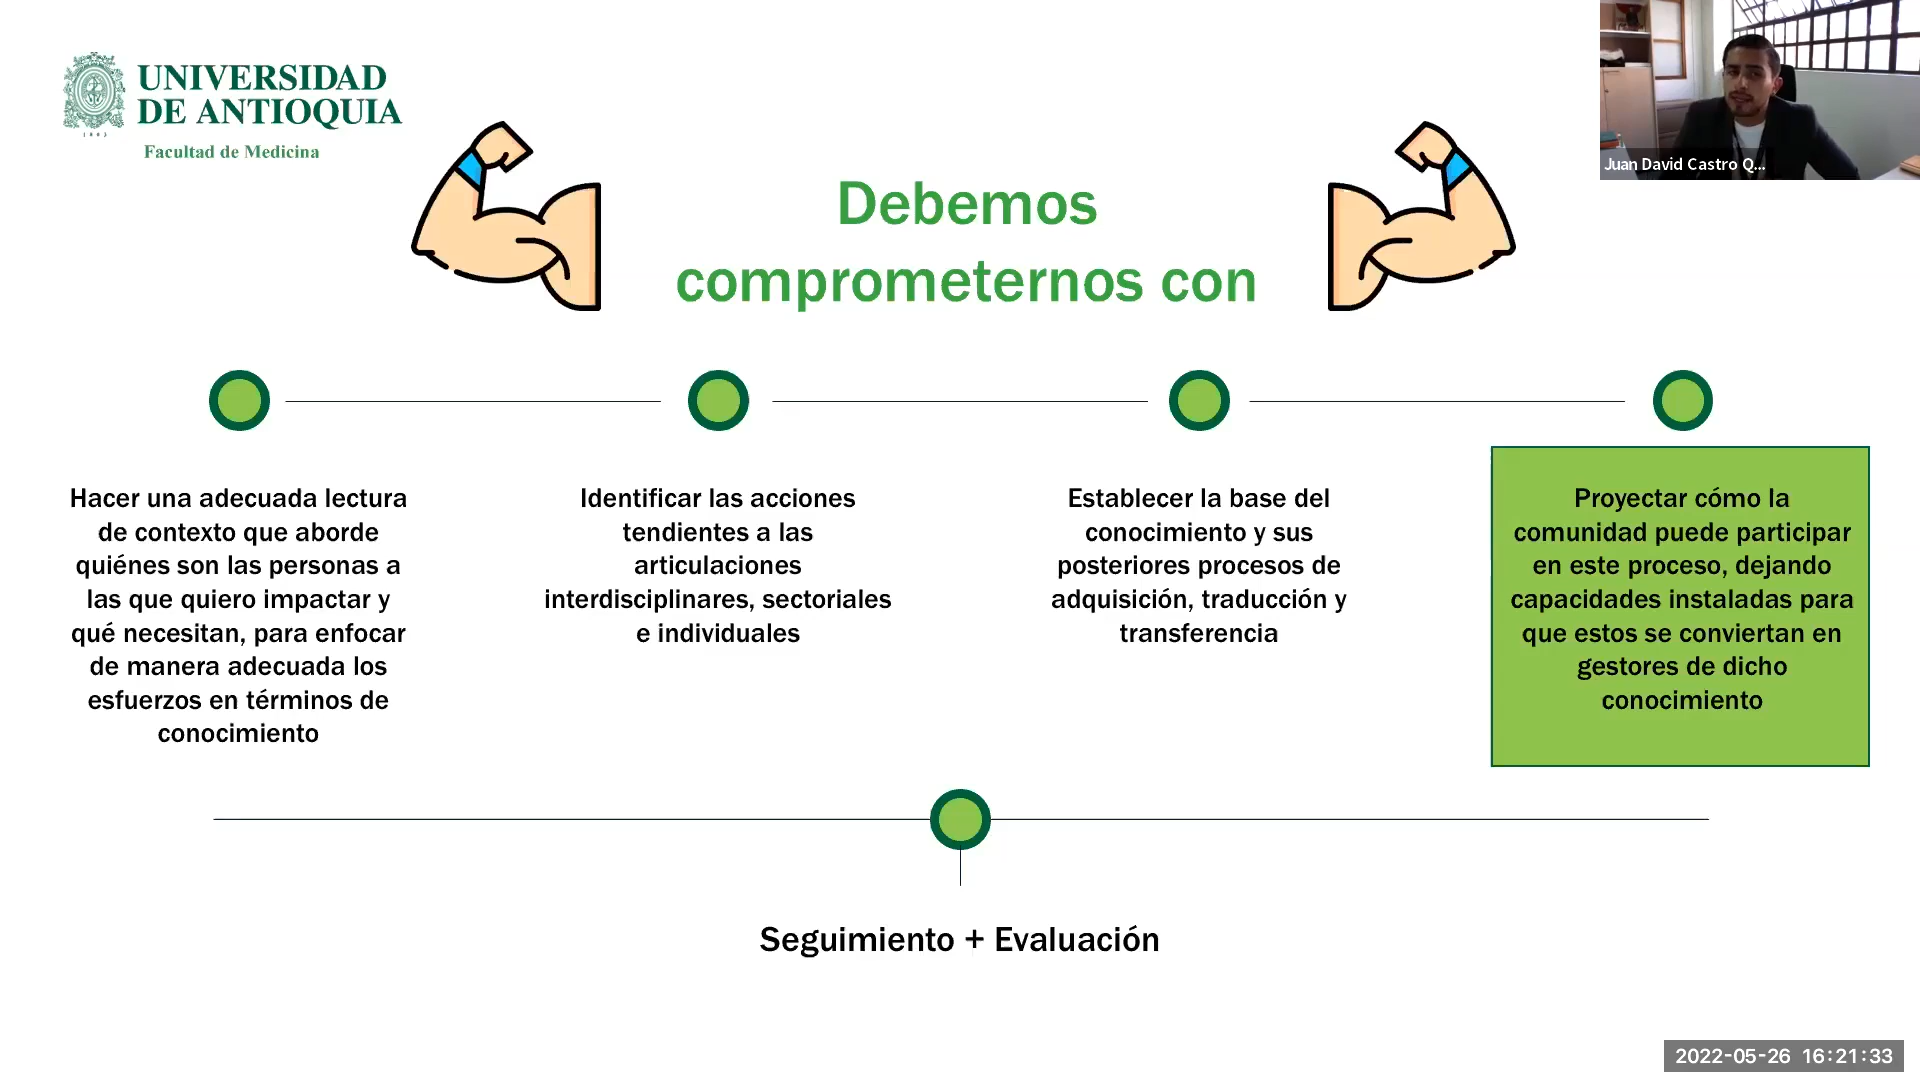 UNIVERSIDAD
DE ANTIOQUIA
1803
Facultad de Medicina
Juan David Castro Q...
Debemos
comprometernos con
Hacer una adecuada lectura
de contexto que aborde
quiénes son las personas a
las que quiero impactar y
qué necesitan, para enfocar
de manera adecuada los
esfuerzos en términos de
conocimiento
Identificar las acciones
tendientes a las
articulaciones
interdisciplinares, sectoriales
e individuales
Establecer la base del
conocimiento y sus
posteriores procesos de
adquisición, traducción y
transferencia
Proyectar cómo la
comunidad puede participar
en este proceso, dejando
capacidades instaladas para
que estos se conviertan en
gestores de dicho
conocimiento
Seguimiento + Evaluación
2022-05-26 16:21:33